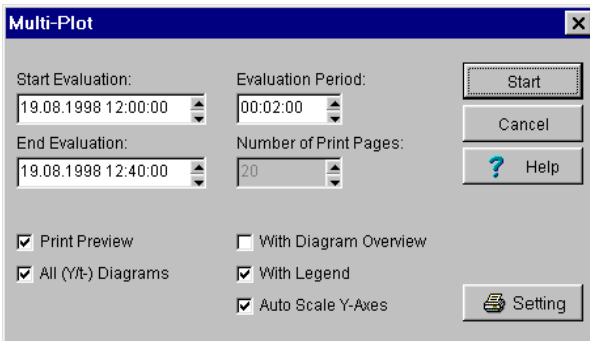 Multi-Plot
Start Evaluation:
19.08.1998 12:00:00
Evaluation Period:
00:02:00
Start
Cancel
End Evaluation:
19.08.1998 12:40:00
Number of Print Pages:
20
? Help
Print Preview
With Diagram Overview
All (Y/t-) Diagrams
With Legend
Auto Scale Y-Axes
Setting